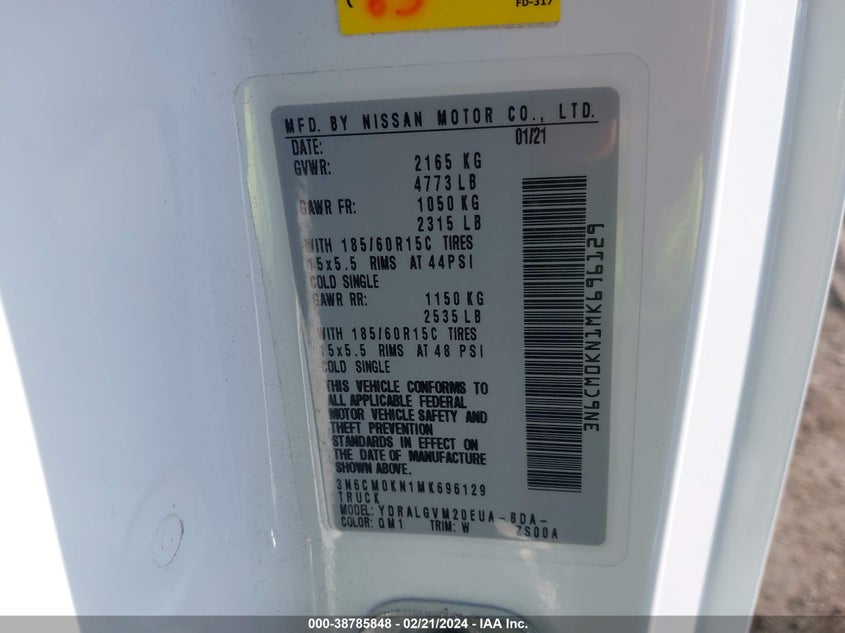 FD-317
MFD. BY NISSAN MOTOR CO., LTD.
DATE: 01/21
GVWR: 2165 KG
4773 LB
GAWR FR: 1050 KG
2315 LB
WITH 185/60R15C TIRES
15x5.5 RIMS AT 44PSI
COLD SINGLE
GAWR RR: 1150 KG
2535 LB
WITH 185/60R15C TIRES
15x5.5 RIMS AT 48 PSI
COLD SINGLE
THIS VEHICLE CONFORMS TO
ALL APPLICABLE FEDERAL
MOTOR VEHICLE SAFETY AND
THEFT PREVENTION
STANDARDS IN EFFECT ON
THE DATE OF MANUFACTURE
SHOWN ABOVE.
3N6CM0KN1MK696129
TRUCK
MODEL: YDRALGVM20EUA-BDA-
COLOR: QM1 TRIM: W ZS00A
3N6CM0KN1MK696129
000-38785848 / 02/21/2024 / IAA Inc.